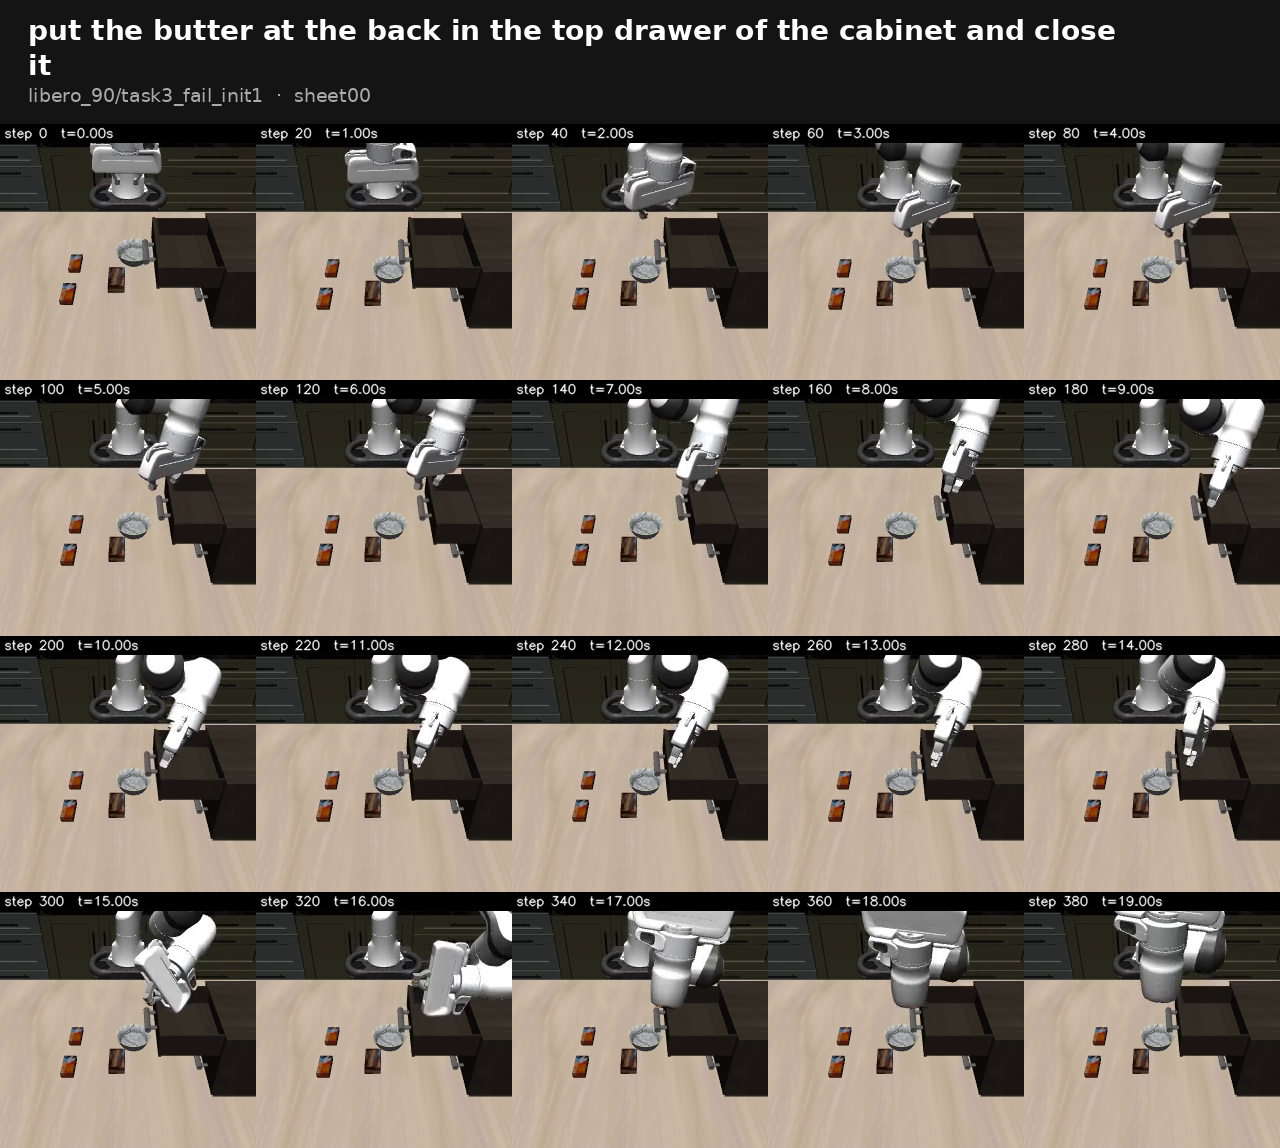 put the butter at the back in the top drawer of the cabinet and close
it
libero_90/task3_fail_init1 · sheet00
step 0 t=0.00s
step 20 t=1.00s
step 40 t=2.00s
step 60 t=3.00s
step 80 t=4.00s
step 100 t=5.00s
step 120 t=6.00s
step 140 t=7.00s
step 160 t=8.00s
step 180 t=9.00s
step 200 t=10.00s
step 220 t=11.00s
step 240 t=12.00s
step 260 t=13.00s
step 280 t=14.00s
step 300 t=15.00s
step 320 t=16.00s
step 340 t=17.00s
step 360 t=18.00s
step 380 t=19.00s